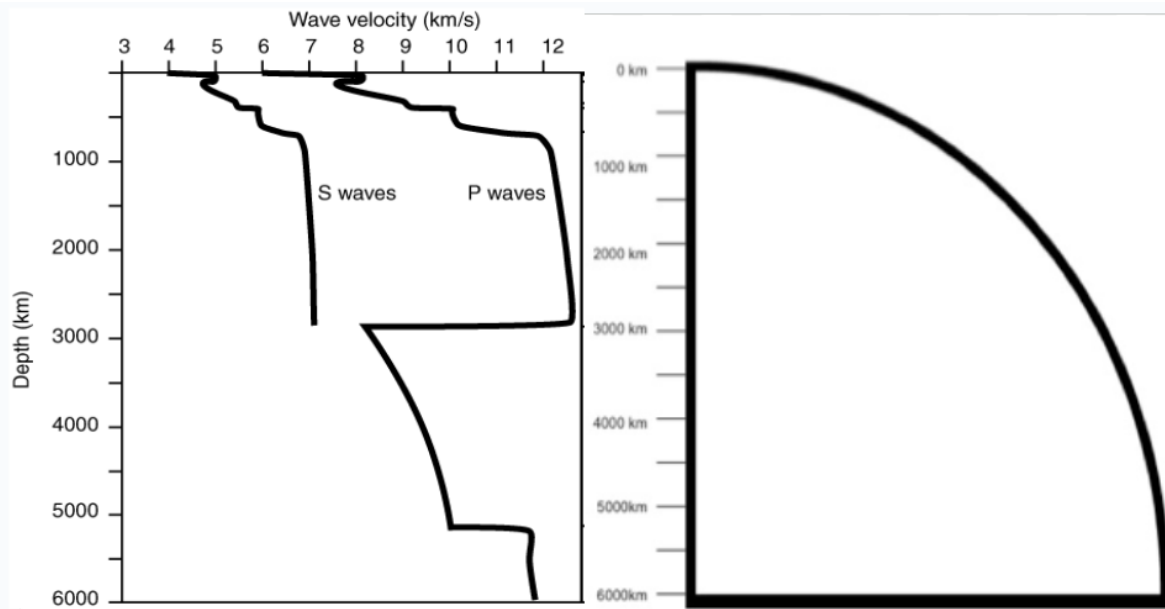 Wave velocity (km/s)
3 4 5 6 7 8 9 10 11 12
1000
2000
3000
4000
5000
6000
Depth (km)
S waves
P waves
0 km
1000 km
2000 km
3000 km
4000 km
5000km
6000km